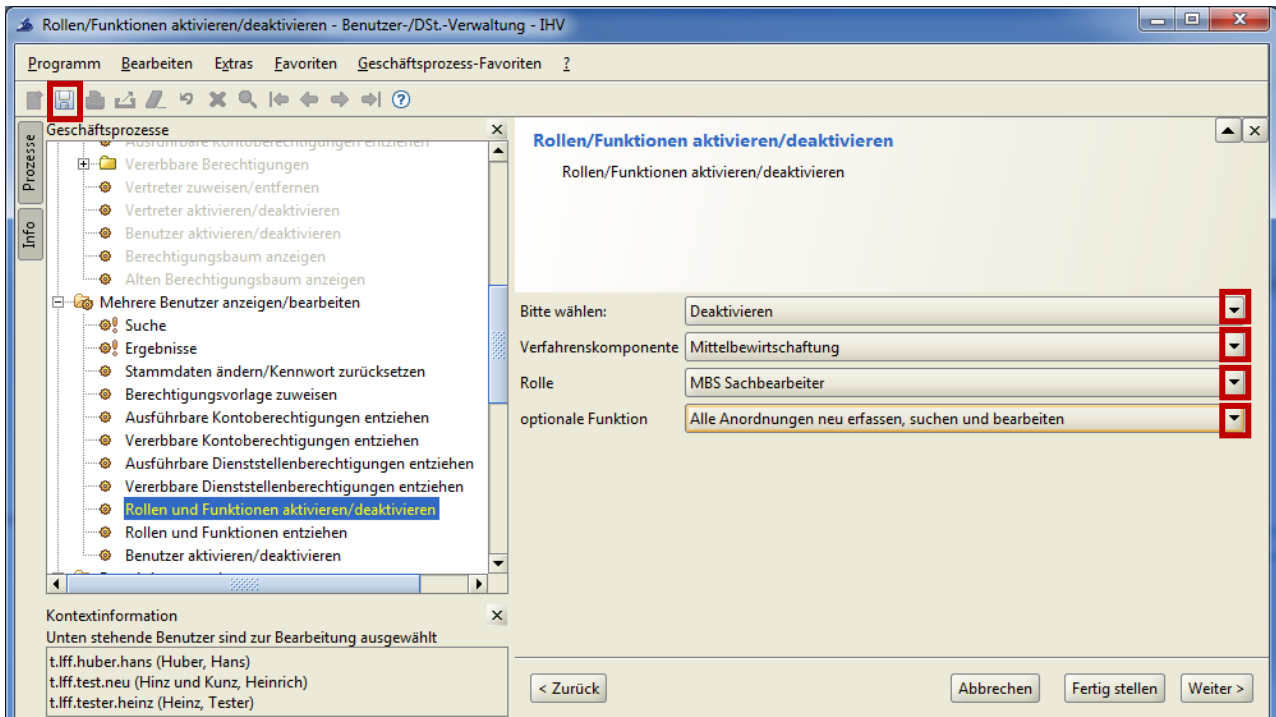 Rollen/Funktionen aktivieren/deaktivieren - Benutzer-/DSt.-Verwaltung - IHV
Programm Bearbeiten Extras Favoriten Geschäftsprozess-Favoriten ?
Prozesse
Info
Geschäftsprozesse
Ausführbare Kontoberechtigungen entziehen
Vererbbare Berechtigungen
Vertreter zuweisen/entfernen
Vertreter aktivieren/deaktivieren
Benutzer aktivieren/deaktivieren
Berechtigungsbaum anzeigen
Alten Berechtigungsbaum anzeigen
Mehrere Benutzer anzeigen/bearbeiten
Suche
Ergebnisse
Stammdaten ändern/Kennwort zurücksetzen
Berechtigungsvorlage zuweisen
Ausführbare Kontoberechtigungen entziehen
Vererbbare Kontoberechtigungen entziehen
Ausführbare Dienststellenberechtigungen entziehen
Vererbbare Dienststellenberechtigungen entziehen
Rollen und Funktionen aktivieren/deaktivieren
Rollen und Funktionen entziehen
Benutzer aktivieren/deaktivieren
Kontextinformation
Unten stehende Benutzer sind zur Bearbeitung ausgewählt
t.lff.huber.hans (Huber, Hans)
t.lff.test.neu (Hinz und Kunz, Heinrich)
t.lff.tester.heinz (Heinz, Tester)
Rollen/Funktionen aktivieren/deaktivieren
Rollen/Funktionen aktivieren/deaktivieren
Bitte wählen: Deaktivieren
Verfahrenskomponente Mittelbewirtschaftung
Rolle MBS Sachbearbeiter
optionale Funktion Alle Anordnungen neu erfassen, suchen und bearbeiten
< Zurück Abbrechen Fertig stellen Weiter >